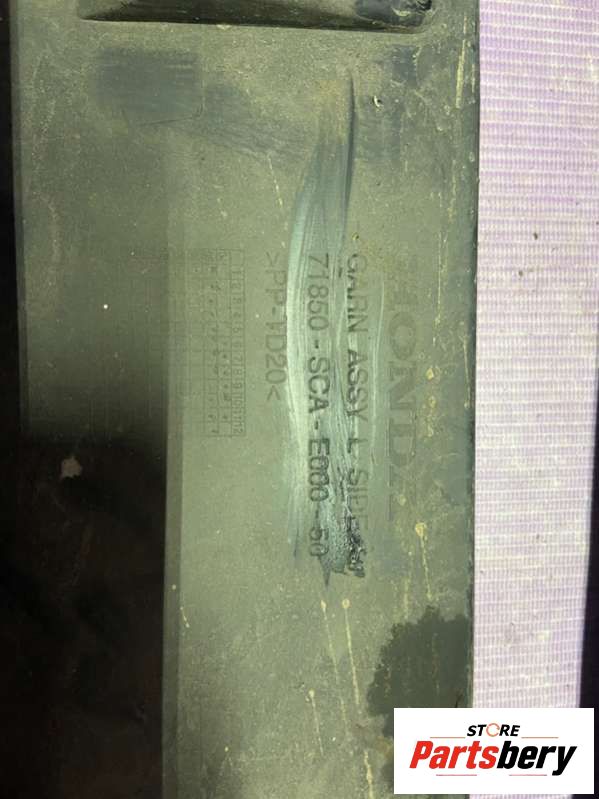 HONDA
GARN ASSY L SIDE
71850-SCA-E000-50
>PP-TD20<
STORE
Partsbery